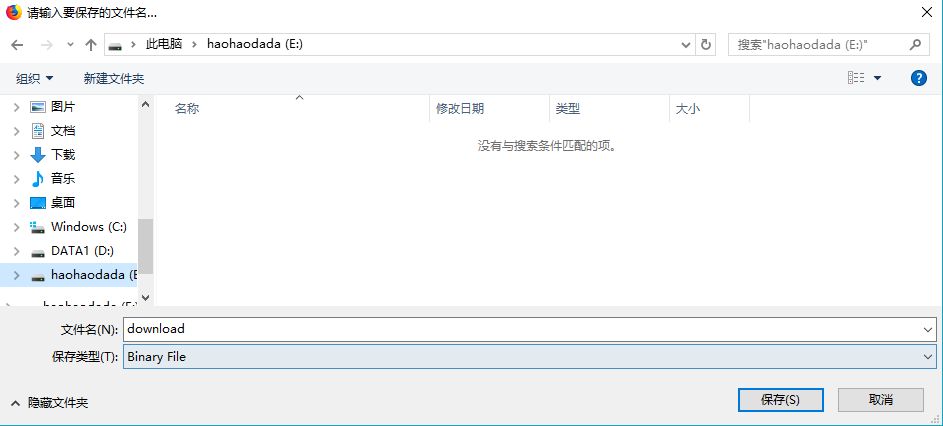 请输入要保存的文件名...
此电脑 haohaodada (E:)
搜索"haohaodada (E:)"
组织 新建文件夹
名称 修改日期 类型 大小
没有与搜索条件匹配的项。
图片
文档
下载
音乐
桌面
Windows (C:)
DATA1 (D:)
haohaodada (E
haohaodada (E:)
文件名(N): download
保存类型(T): Binary File
隐藏文件夹
保存(S) 取消